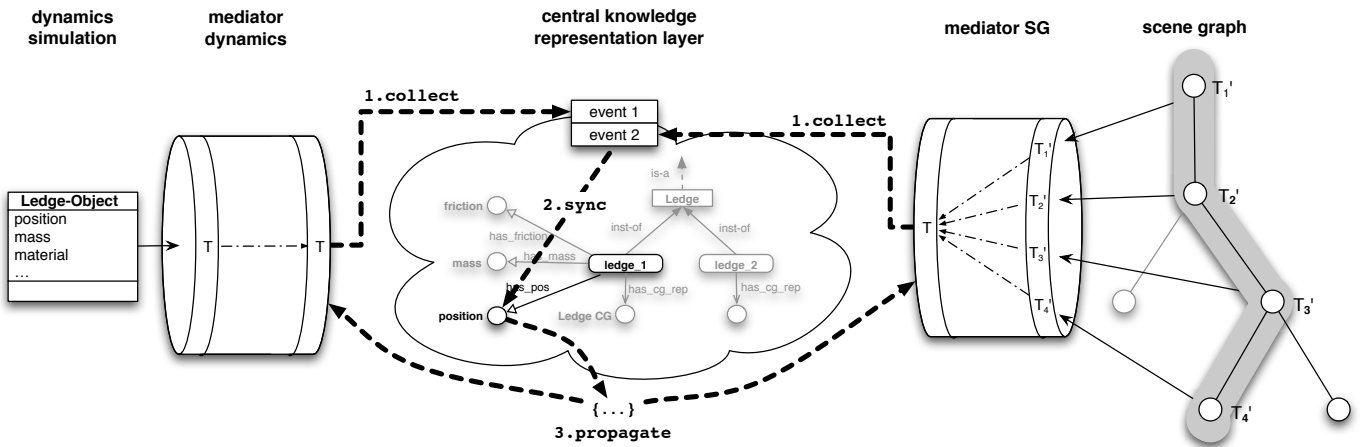 dynamics
simulation
mediator
dynamics
central knowledge
representation layer
mediator SG
scene graph
1.collect
event 1
event 2
1.collect
2.sync
Ledge-Object
position
mass
material
...
T
T
is-a
Ledge
friction
has_friction
inst-of
inst-of
mass
has_mass
ledge_1
ledge_2
has_pos
has_cg_rep
has_cg_rep
position
Ledge CG
{...}
3.propagate
T
T1'
T2'
T3'
T4'
T1'
T2'
T3'
T4'